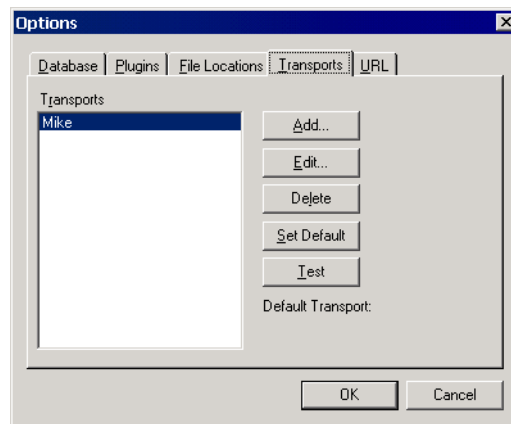 Options
Database Plugins File Locations Transports URL
Transports
Mike
Add...
Edit...
Delete
Set Default
Test
Default Transport:
OK Cancel